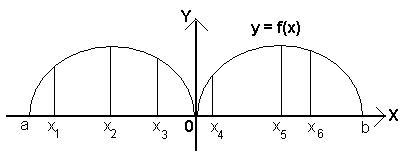 Y
y = f(x)
X
a x₁ x₂ x₃ 0 x₄ x₅ x₆ b